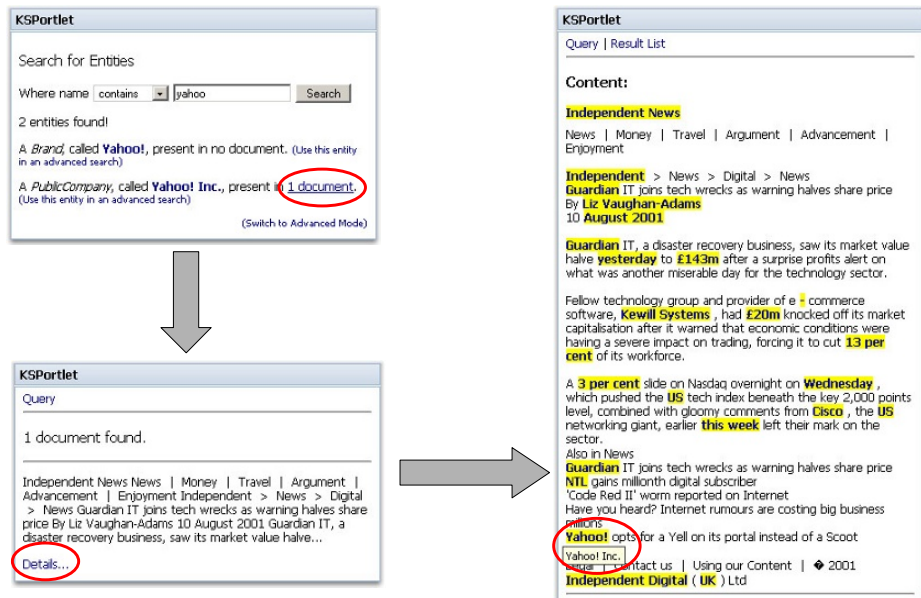 KSPortlet
Search for Entities
Where name contains yahoo Search
2 entities found!
A Brand, called Yahoo!, present in no document. (Use this entity
in an advanced search)
A PublicCompany, called Yahoo! Inc., present in 1 document.
(Use this entity in an advanced search)
(Switch to Advanced Mode)
KSPortlet
Query
1 document found.
Independent News News | Money | Travel | Argument |
Advancement | Enjoyment Independent > News > Digital
> News Guardian IT joins tech wrecks as warning halves share
price By Liz Vaughan-Adams 10 August 2001 Guardian IT, a
disaster recovery business, saw its market value halve...
Details...
KSPortlet
Query | Result List
Content:
Independent News
News | Money | Travel | Argument | Advancement |
Enjoyment
Independent > News > Digital > News
Guardian IT joins tech wrecks as warning halves share price
By Liz Vaughan-Adams
10 August 2001
Guardian IT, a disaster recovery business, saw its market value
halve yesterday to £143m after a surprise profits alert on
what was another miserable day for the technology sector.
Fellow technology group and provider of e - commerce
software, Kewill Systems , had £20m knocked off its market
capitalisation after it warned that economic conditions were
having a severe impact on trading, forcing it to cut 13 per
cent of its workforce.
A 3 per cent slide on Nasdaq overnight on Wednesday ,
which pushed the US tech index beneath the key 2,000 points
level, combined with gloomy comments from Cisco , the US
networking giant, earlier this week left their mark on the
sector.
Also in News
Guardian IT joins tech wrecks as warning halves share price
NTL gains millionth digital subscriber
'Code Red II' worm reported on Internet
Have you heard? Internet rumours are costing big business
millions
Yahoo! opts for a Yell on its portal instead of a Scoot
Yahoo! Inc.
Legal | Contact us | Using our Content | � 2001
Independent Digital ( UK ) Ltd